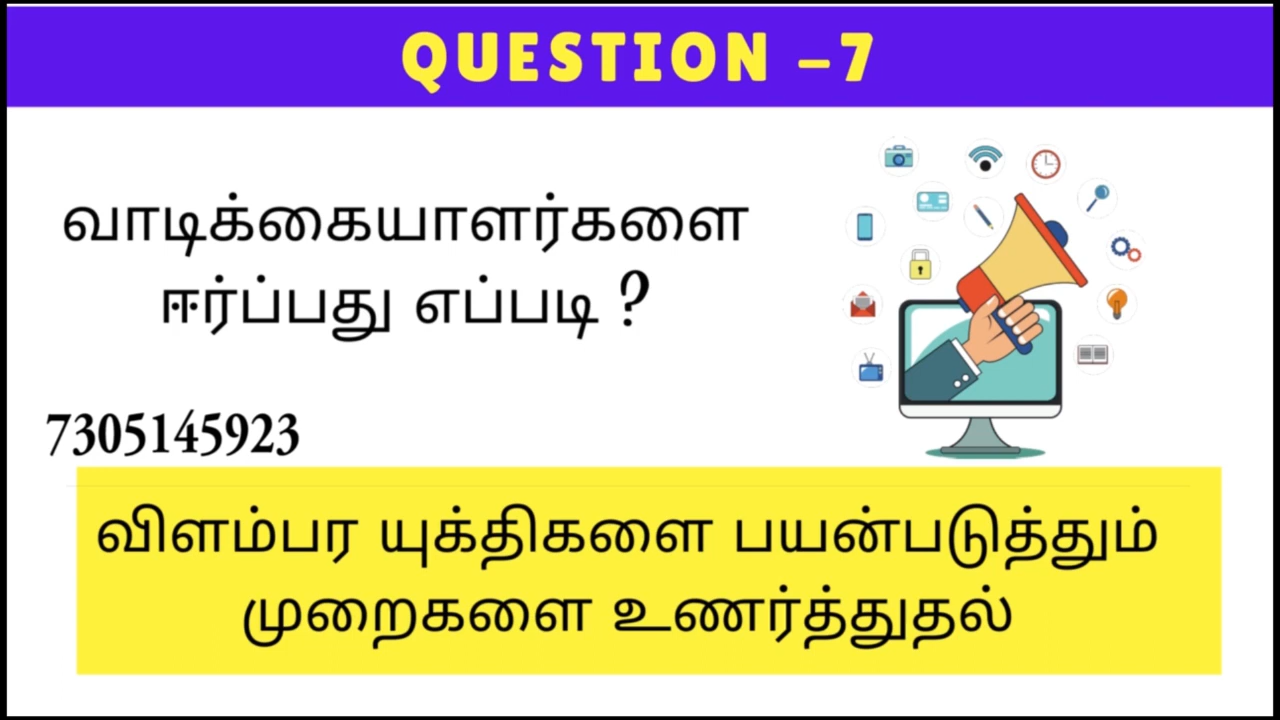 QUESTION –7
வாடிக்கையாளர்களை
ஈர்ப்பது எப்படி ?
7305145923
விளம்பர யுக்திகளை பயன்படுத்தும்
முறைகளை உணர்த்துதல்